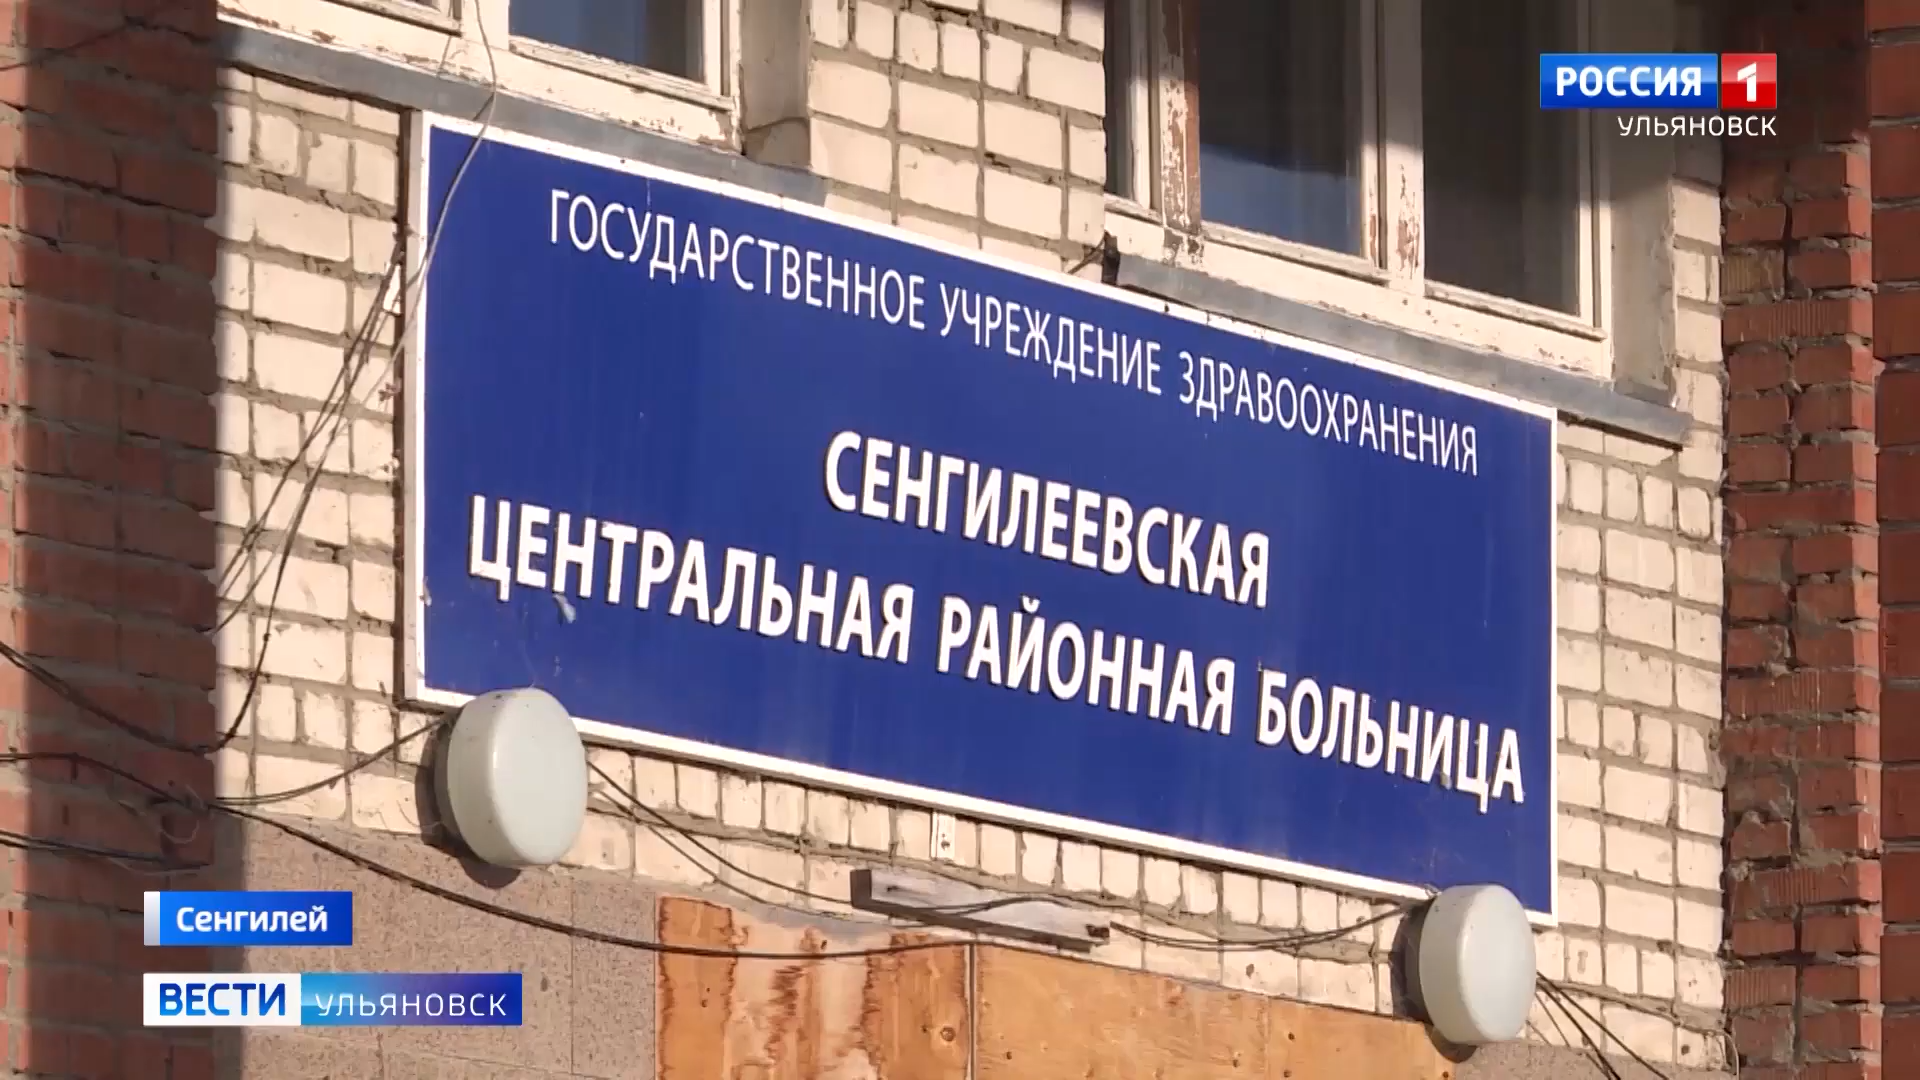 РОССИЯ 1
УЛЬЯНОВСК
ГОСУДАРСТВЕННОЕ УЧРЕЖДЕНИЕ ЗДРАВООХРАНЕНИЯ
СЕНГИЛЕЕВСКАЯ
ЦЕНТРАЛЬНАЯ РАЙОННАЯ БОЛЬНИЦА
Сенгилей
ВЕСТИ УЛЬЯНОВСК